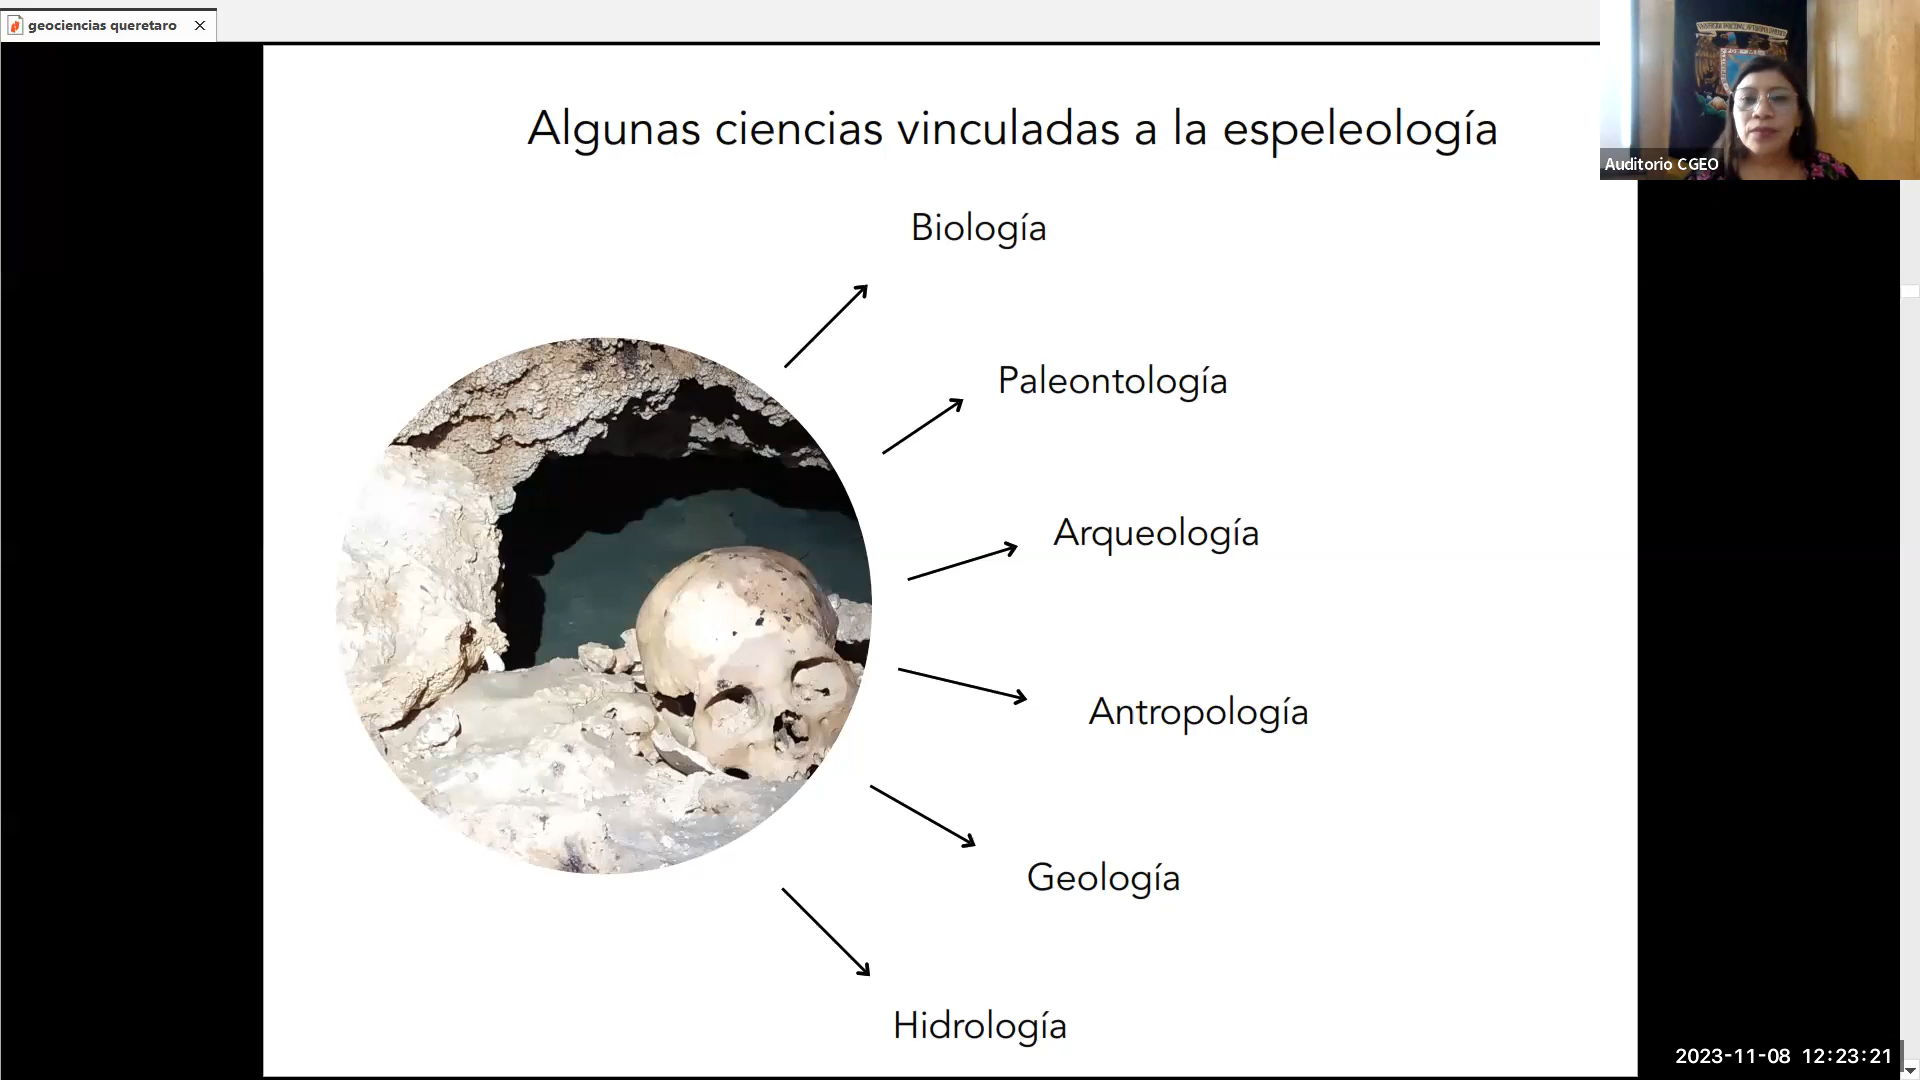 geociencias queretaro
Algunas ciencias vinculadas a la espeleología
Auditorio CGEO
Biología
Paleontología
Arqueología
Antropología
Geología
Hidrología
2023-11-08 12:23:21